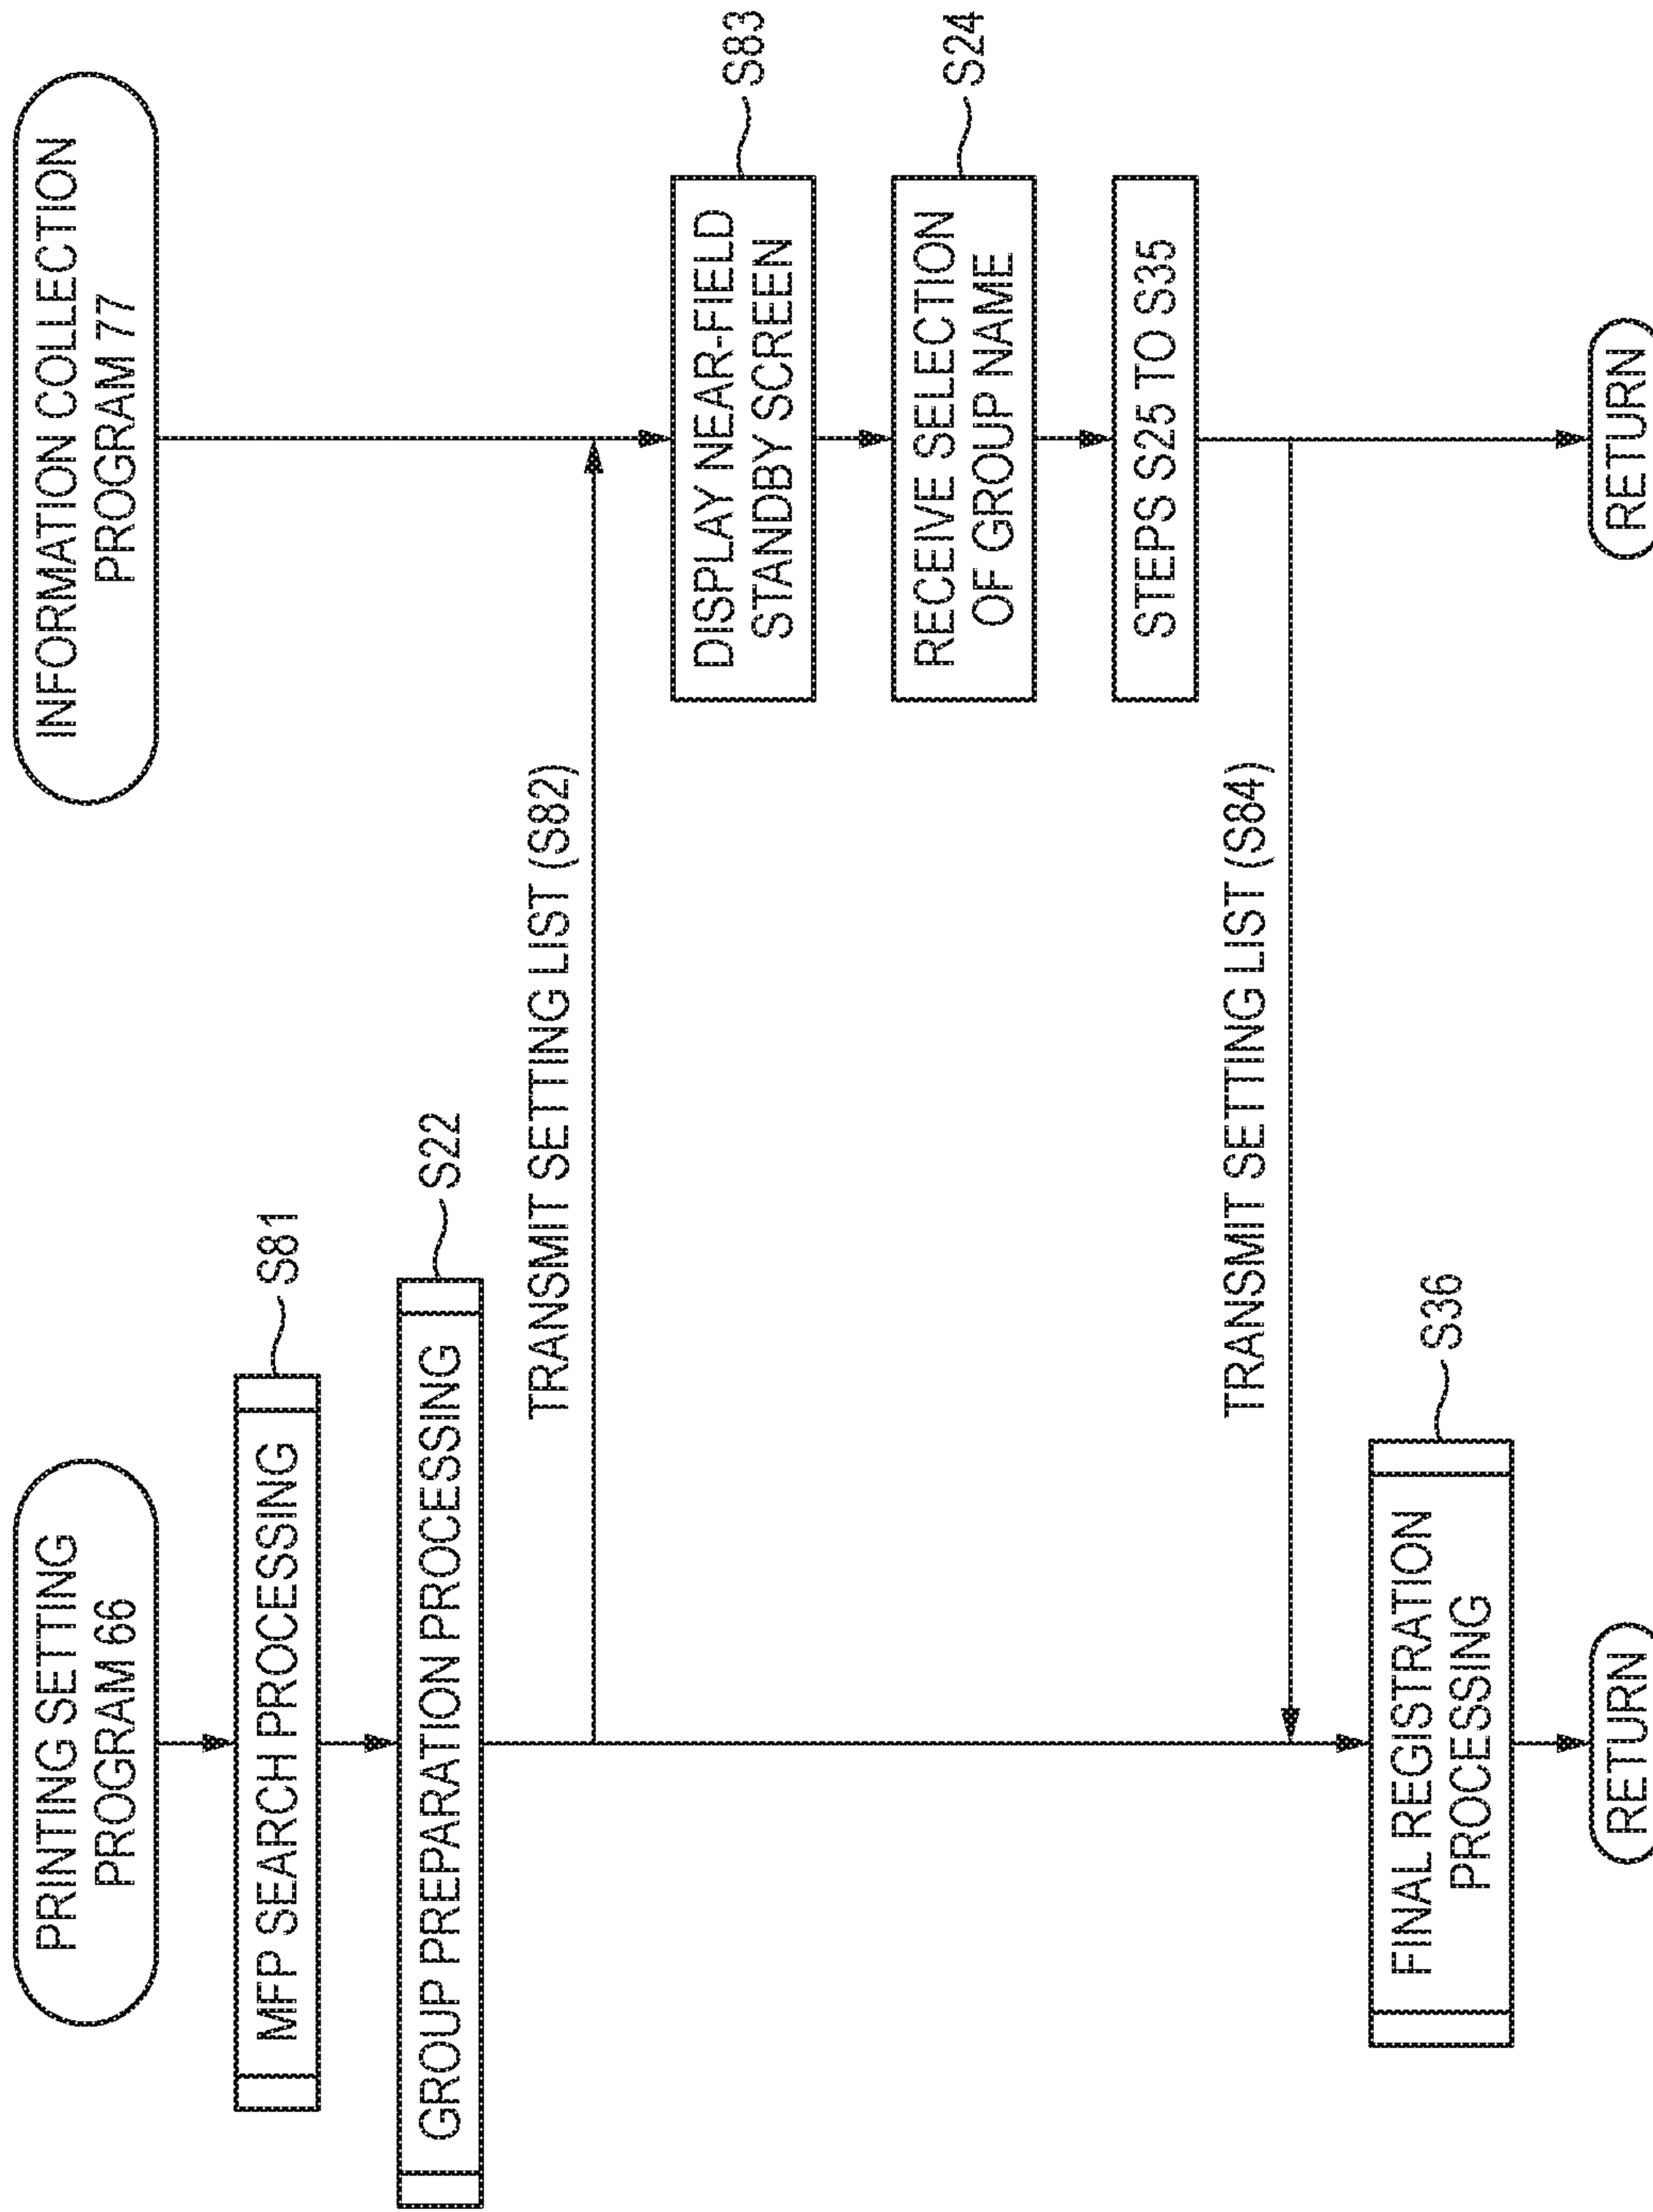 PRINTING SETTING
PROGRAM 66
INFORMATION COLLECTION
PROGRAM 77
MFP SEARCH PROCESSING
S81
GROUP PREPARATION PROCESSING
S22
TRANSMIT SETTING LIST (S82)
DISPLAY NEAR-FIELD
STANDBY SCREEN
S83
RECEIVE SELECTION
OF GROUP NAME
S24
STEPS S25 TO S35
TRANSMIT SETTING LIST (S84)
FINAL REGISTRATION
PROCESSING
S36
RETURN
RETURN